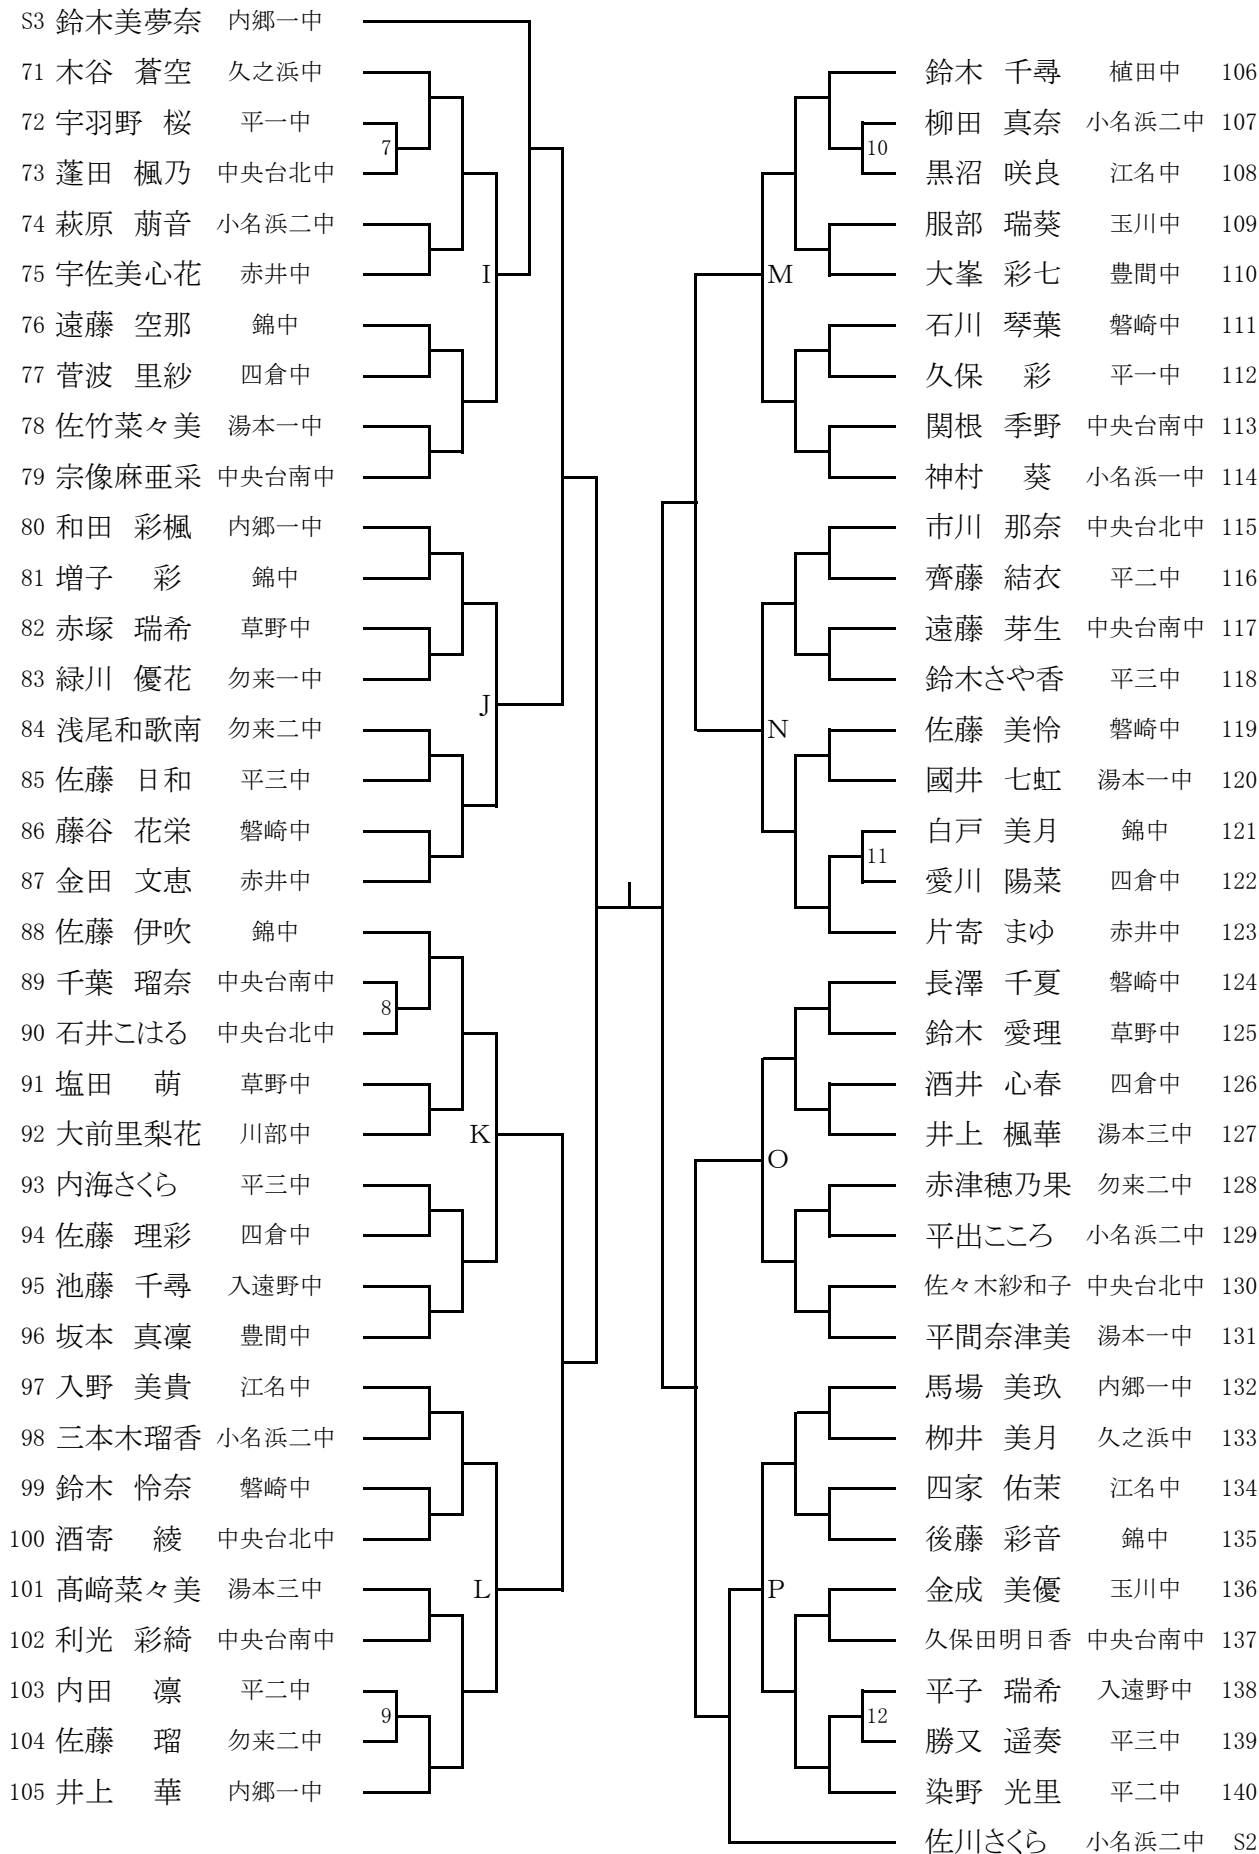 S3 鈴木美夢奈 内郷一中
71 木谷 蒼空 久之浜中
72 宇羽野 桜 平一中
7
73 蓬田 楓乃 中央台北中
74 萩原 萠音 小名浜二中
75 宇佐美心花 赤井中
I
76 遠藤 空那 錦中
77 菅波 里紗 四倉中
78 佐竹菜々美 湯本一中
79 宗像麻亜采 中央台南中
80 和田 彩楓 内郷一中
81 増子 彩 錦中
82 赤塚 瑞希 草野中
83 緑川 優花 勿来一中
J
84 浅尾和歌南 勿来二中
85 佐藤 日和 平三中
86 藤谷 花栄 磐崎中
87 金田 文恵 赤井中
88 佐藤 伊吹 錦中
89 千葉 瑠奈 中央台南中
8
90 石井こはる 中央台北中
91 塩田 萌 草野中
92 大前里梨花 川部中
K
93 内海さくら 平三中
94 佐藤 理彩 四倉中
95 池藤 千尋 入遠野中
96 坂本 真凜 豊間中
97 入野 美貴 江名中
98 三本木瑠香 小名浜二中
99 鈴木 怜奈 磐崎中
100 酒寄 綾 中央台北中
101 髙﨑菜々美 湯本三中
L
102 利光 彩綺 中央台南中
103 内田 凛 平二中
9
104 佐藤 瑠 勿来二中
105 井上 華 内郷一中
鈴木 千尋 植田中 106
柳田 真奈 小名浜二中 107
10
黒沼 咲良 江名中 108
服部 瑞葵 玉川中 109
大峯 彩七 豊間中 110
M
石川 琴葉 磐崎中 111
久保 彩 平一中 112
関根 季野 中央台南中 113
神村 葵 小名浜一中 114
市川 那奈 中央台北中 115
齊藤 結衣 平二中 116
遠藤 芽生 中央台南中 117
鈴木さや香 平三中 118
N
佐藤 美怜 磐崎中 119
國井 七虹 湯本一中 120
白戸 美月 錦中 121
11
愛川 陽菜 四倉中 122
片寄 まゆ 赤井中 123
長澤 千夏 磐崎中 124
鈴木 愛理 草野中 125
酒井 心春 四倉中 126
井上 楓華 湯本三中 127
O
赤津穂乃果 勿来二中 128
平出こころ 小名浜二中 129
佐々木紗和子 中央台北中 130
平間奈津美 湯本一中 131
馬場 美玖 内郷一中 132
栁井 美月 久之浜中 133
四家 佑茉 江名中 134
後藤 彩音 錦中 135
P
金成 美優 玉川中 136
久保田明日香 中央台南中 137
平子 瑞希 入遠野中 138
12
勝又 遥奏 平三中 139
染野 光里 平二中 140
佐川さくら 小名浜二中 S2